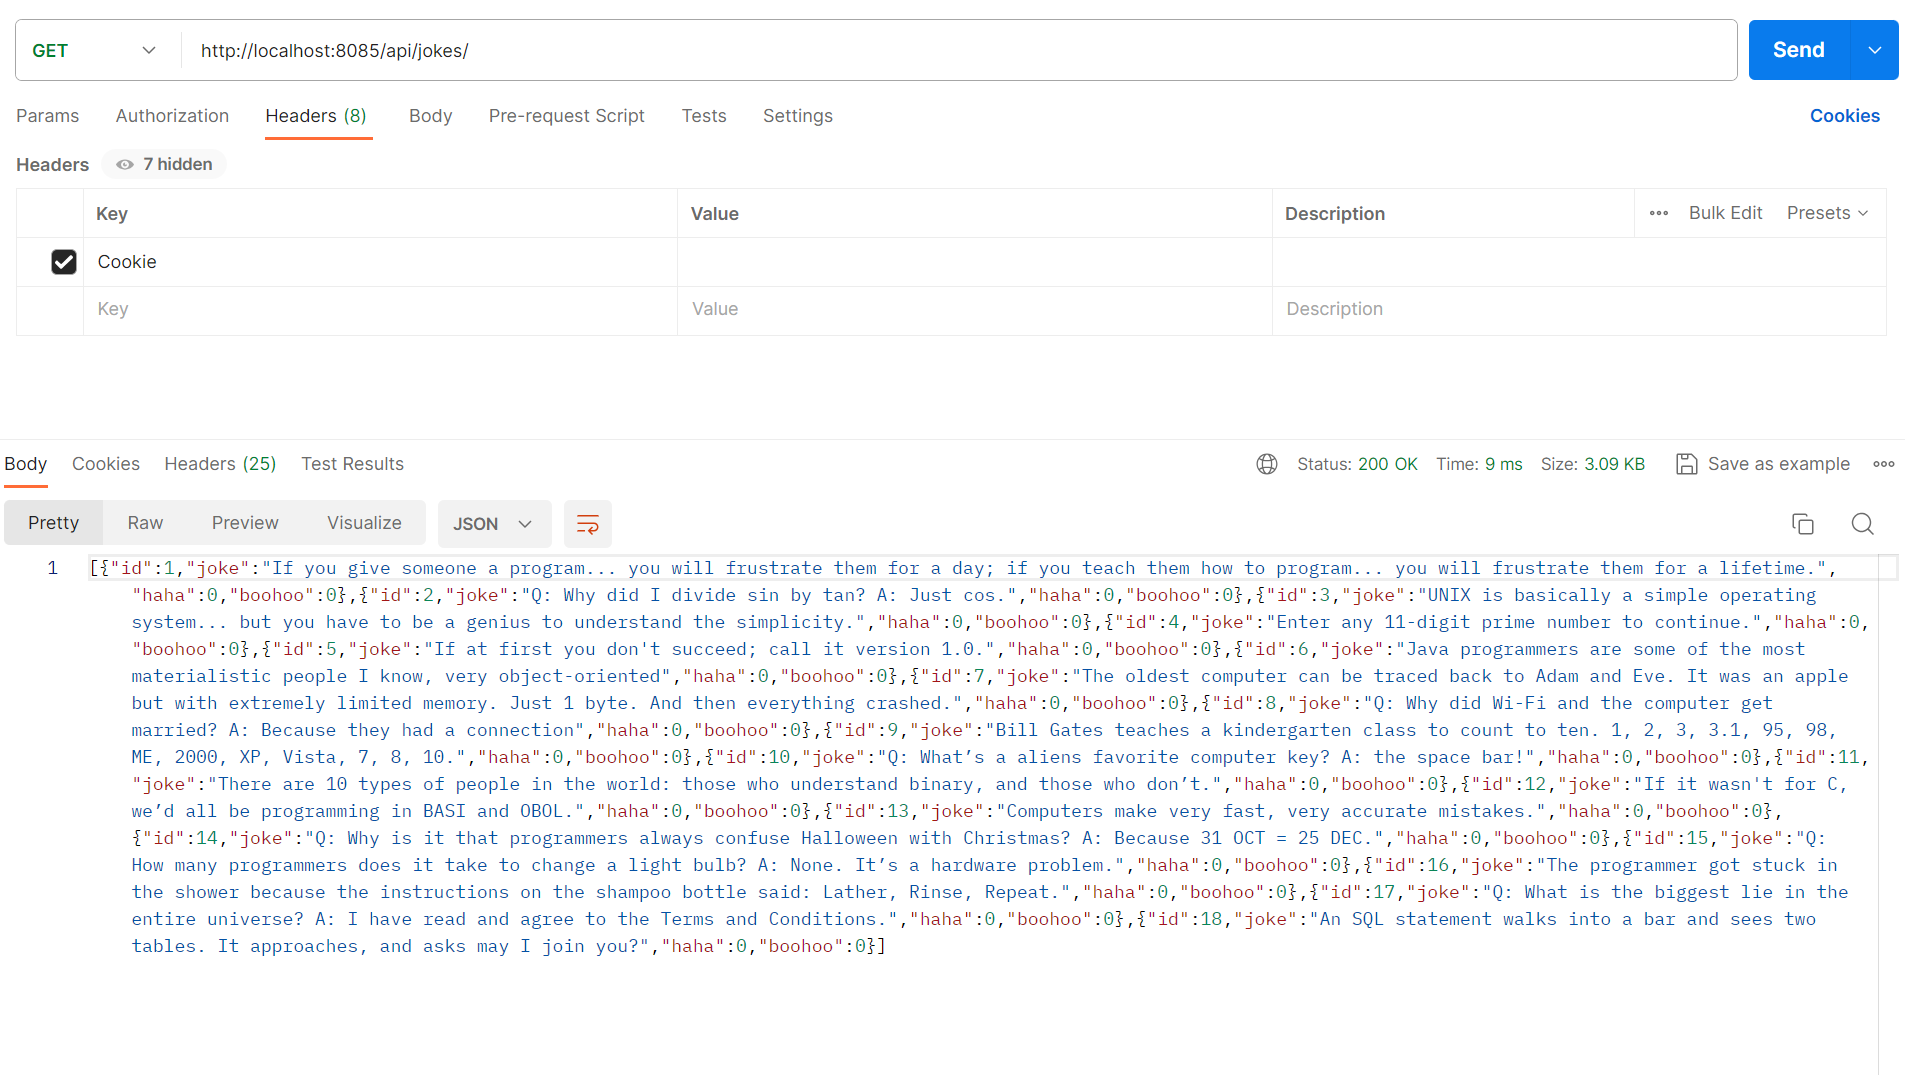 GET http://localhost:8085/api/jokes/ Send
Params Authorization Headers (8) Body Pre-request Script Tests Settings Cookies
Headers 7 hidden
Key Value Description Bulk Edit Presets
Cookie
Key Value Description
Body Cookies Headers (25) Test Results Status: 200 OK Time: 9 ms Size: 3.09 KB Save as example
Pretty Raw Preview Visualize JSON
1 [{"id":1,"joke":"If you give someone a program... you will frustrate them for a day; if you teach them how to program... you will frustrate them for a lifetime.",
"haha":0,"boohoo":0},{"id":2,"joke":"Q: Why did I divide sin by tan? A: Just cos.","haha":0,"boohoo":0},{"id":3,"joke":"UNIX is basically a simple operating
system... but you have to be a genius to understand the simplicity.","haha":0,"boohoo":0},{"id":4,"joke":"Enter any 11-digit prime number to continue.","haha":0,
"boohoo":0},{"id":5,"joke":"If at first you don't succeed; call it version 1.0.","haha":0,"boohoo":0},{"id":6,"joke":"Java programmers are some of the most
materialistic people I know, very object-oriented","haha":0,"boohoo":0},{"id":7,"joke":"The oldest computer can be traced back to Adam and Eve. It was an apple
but with extremely limited memory. Just 1 byte. And then everything crashed.","haha":0,"boohoo":0},{"id":8,"joke":"Q: Why did Wi-Fi and the computer get
married? A: Because they had a connection","haha":0,"boohoo":0},{"id":9,"joke":"Bill Gates teaches a kindergarten class to count to ten. 1, 2, 3, 3.1, 95, 98,
ME, 2000, XP, Vista, 7, 8, 10.","haha":0,"boohoo":0},{"id":10,"joke":"Q: What’s a aliens favorite computer key? A: the space bar!","haha":0,"boohoo":0},{"id":11,
"joke":"There are 10 types of people in the world: those who understand binary, and those who don’t.","haha":0,"boohoo":0},{"id":12,"joke":"If it wasn't for C,
we’d all be programming in BASI and OBOL.","haha":0,"boohoo":0},{"id":13,"joke":"Computers make very fast, very accurate mistakes.","haha":0,"boohoo":0},
{"id":14,"joke":"Q: Why is it that programmers always confuse Halloween with Christmas? A: Because 31 OCT = 25 DEC.","haha":0,"boohoo":0},{"id":15,"joke":"Q:
How many programmers does it take to change a light bulb? A: None. It’s a hardware problem.","haha":0,"boohoo":0},{"id":16,"joke":"The programmer got stuck in
the shower because the instructions on the shampoo bottle said: Lather, Rinse, Repeat.","haha":0,"boohoo":0},{"id":17,"joke":"Q: What is the biggest lie in the
entire universe? A: I have read and agree to the Terms and Conditions.","haha":0,"boohoo":0},{"id":18,"joke":"An SQL statement walks into a bar and sees two
tables. It approaches, and asks may I join you?","haha":0,"boohoo":0}]